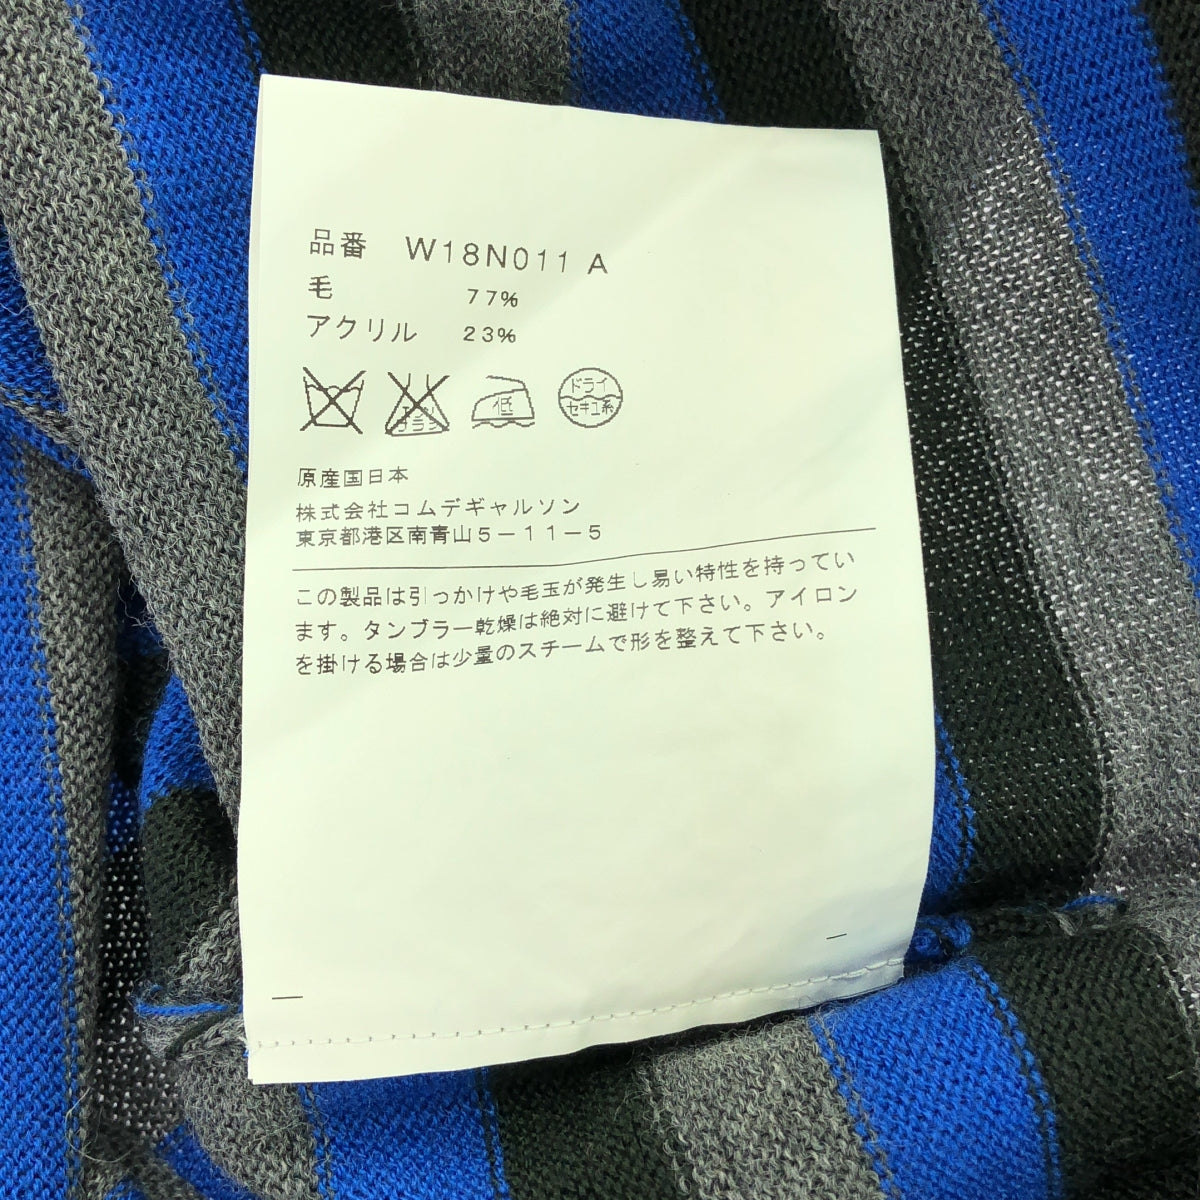 品番 W18N011 A
毛 77%
アクリル 23%
低
ドライ
セキユ系
原産国日本
株式会社コムデギャルソン
東京都港区南青山5-11-5
この製品は引っかけや毛玉が発生し易い特性を持ってい
ます。タンブラー乾燥は絶対に避けて下さい。アイロン
を掛ける場合は少量のスチームで形を整えて下さい。